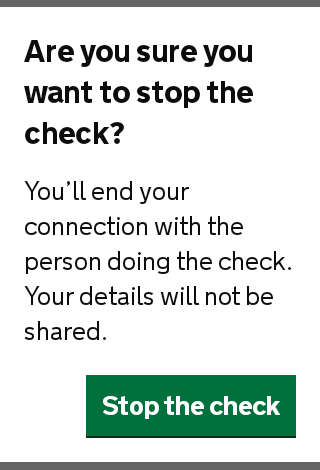 Are you sure you
want to stop the
check?
You’ll end your
connection with the
person doing the check.
Your details will not be
shared.
Stop the check